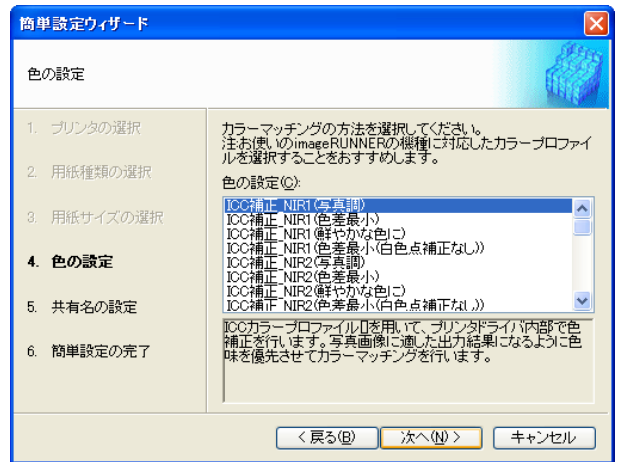 簡単設定ウィザード
色の設定
1. プリンタの選択
2. 用紙種類の選択
3. 用紙サイズの選択
4. 色の設定
5. 共有名の設定
6. 簡単設定の完了
カラーマッチングの方法を選択してください。
注:お使いのimageRUNNERの機種に対応したカラープロファイ
ルを選択することをおすすめします。
色の設定(C):
ICC補正_NIR1(写真調)
ICC補正_NIR1(色差最小)
ICC補正_NIR1(鮮やかな色に)
ICC補正_NIR1(色差最小(白色点補正なし))
ICC補正_NIR2(写真調)
ICC補正_NIR2(色差最小)
ICC補正_NIR2(鮮やかな色に)
ICC補正_NIR2(色差最小(白色点補正なし))
ICCカラープロファイル[]を用いて、プリンタドライバ内部で色
補正を行います。写真画像に適した出力結果になるように色
味を優先させてカラーマッチングを行います。
< 戻る(B)
次へ(N) >
キャンセル